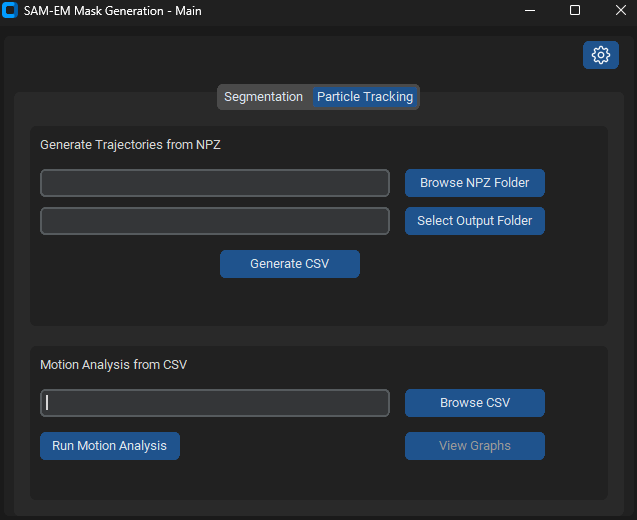 SAM-EM Mask Generation - Main
Segmentation Particle Tracking
Generate Trajectories from NPZ
Browse NPZ Folder
Select Output Folder
Generate CSV
Motion Analysis from CSV
Browse CSV
Run Motion Analysis View Graphs